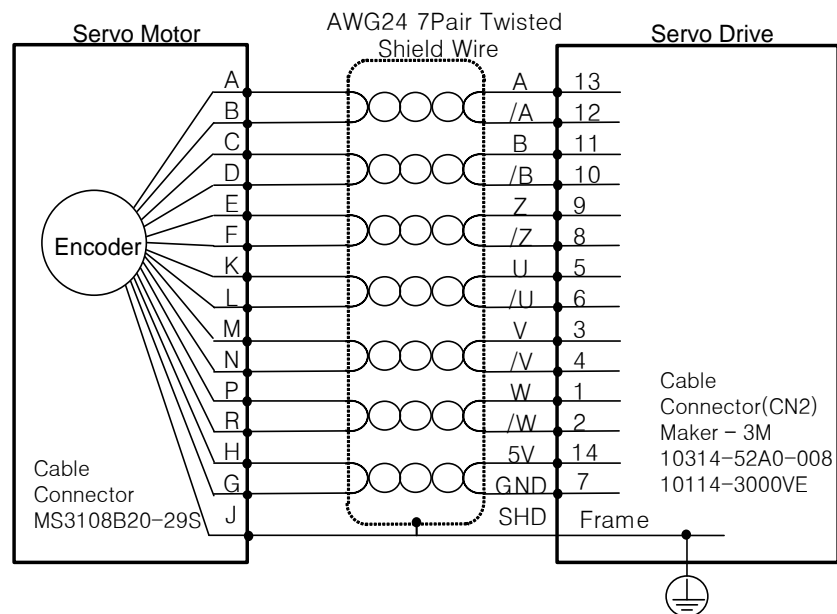 AWG24 7Pair Twisted
Shield Wire
Servo Motor
Servo Drive
A A 13
B /A 12
C B 11
D /B 10
E Z 9
F /Z 8
K U 5
L /U 6
M V 3
N /V 4
P W 1
R /W 2
H 5V 14
G GND 7
J SHD Frame
Encoder
Cable
Connector
MS3108B20-29S
Cable
Connector(CN2)
Maker - 3M
10314-52A0-008
10114-3000VE